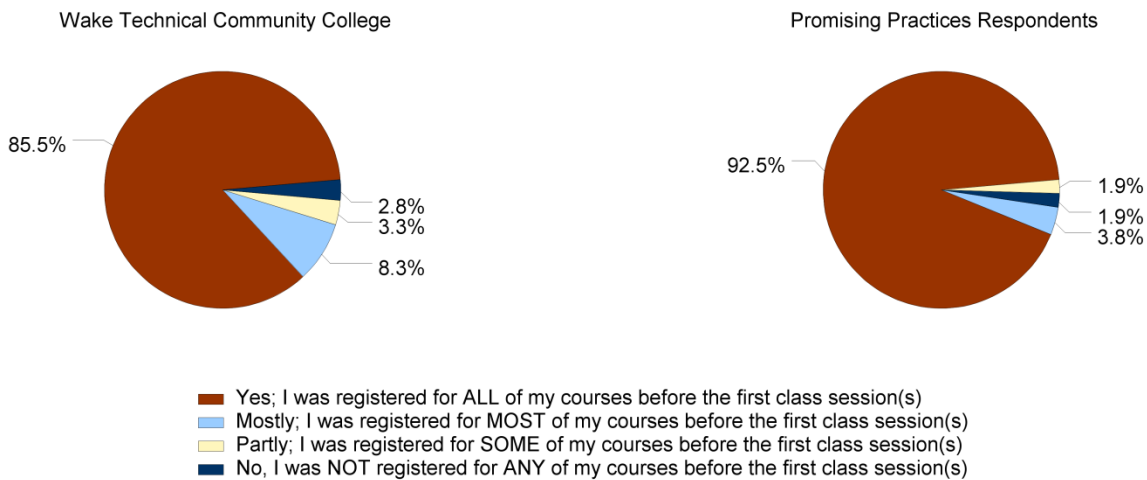 Wake Technical Community College
Promising Practices Respondents
85.5%
2.8%
3.3%
8.3%
92.5%
1.9%
1.9%
3.8%
Yes; I was registered for ALL of my courses before the first class session(s)
Mostly; I was registered for MOST of my courses before the first class session(s)
Partly; I was registered for SOME of my courses before the first class session(s)
No, I was NOT registered for ANY of my courses before the first class session(s)